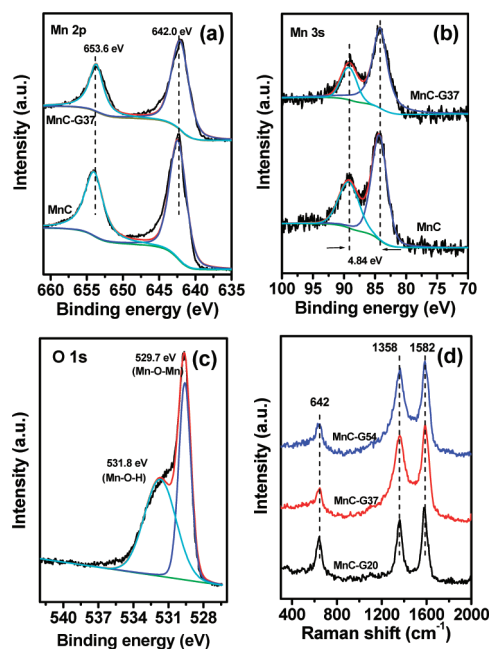 Mn 2p
(a)
653.6 eV
642.0 eV
MnC-G37
MnC
Intensity (a.u.)
660 655 650 645 640 635
Binding energy (eV)
Mn 3s
(b)
MnC-G37
MnC
4.84 eV
Intensity (a.u.)
100 95 90 85 80 75 70
Binding energy (eV)
O 1s
(c)
529.7 eV
(Mn-O-Mn)
531.8 eV
(Mn-O-H)
Intensity (a.u.)
540 537 534 531 528
Binding energy (eV)
(d)
1358 1582
642
MnC-G54
MnC-G37
MnC-G20
Intensity (a.u.)
400 800 1200 1600 2000
Raman shift (cm⁻¹)